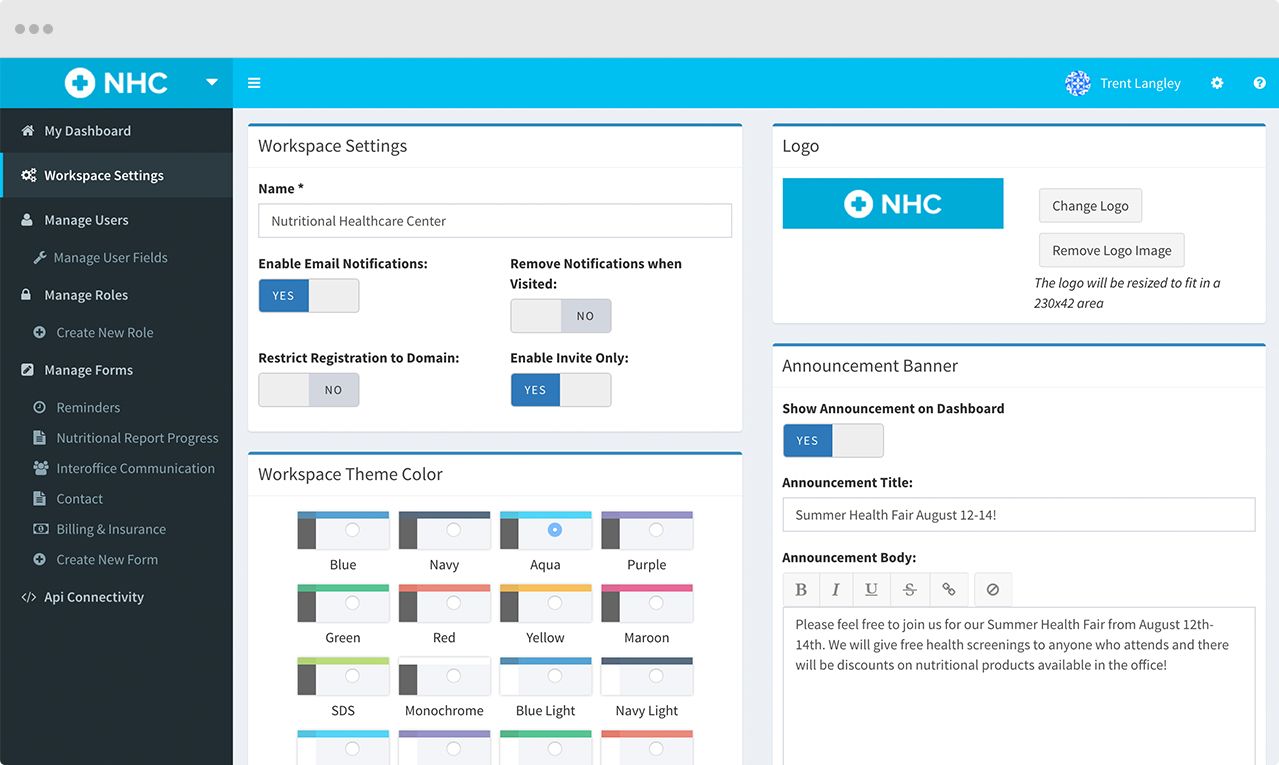 NHC
Trent Langley
My Dashboard
Workspace Settings
Manage Users
Manage User Fields
Manage Roles
Create New Role
Manage Forms
Reminders
Nutritional Report Progress
Interoffice Communication
Contact
Billing & Insurance
Create New Form
Api Connectivity
Workspace Settings
Name *
Nutritional Healthcare Center
Enable Email Notifications:
YES
Remove Notifications when
Visited:
NO
Restrict Registration to Domain:
NO
Enable Invite Only:
YES
Workspace Theme Color
Blue Navy Aqua Purple
Green Red Yellow Maroon
SDS Monochrome Blue Light Navy Light
Logo
NHC
Change Logo
Remove Logo Image
The logo will be resized to fit in a
230x42 area
Announcement Banner
Show Announcement on Dashboard
YES
Announcement Title:
Summer Health Fair August 12-14!
Announcement Body:
B I U S
Please feel free to join us for our Summer Health Fair from August 12th-
14th. We will give free health screenings to anyone who attends and there
will be discounts on nutritional products available in the office!